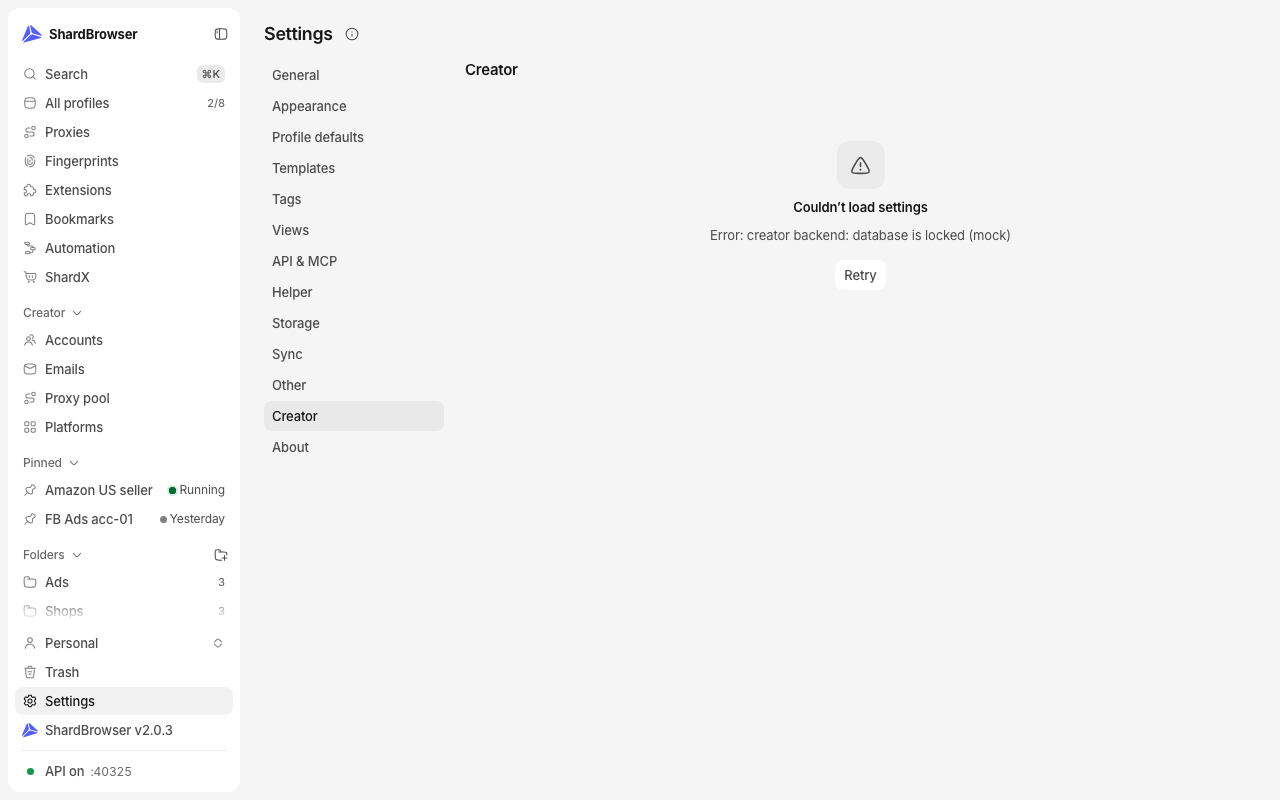 ShardBrowser
Search ⌘K
All profiles 2/8
Proxies
Fingerprints
Extensions
Bookmarks
Automation
ShardX
Creator
Accounts
Emails
Proxy pool
Platforms
Pinned
Amazon US seller Running
FB Ads acc-01 Yesterday
Folders
Ads 3
Shops 3
Personal
Trash
Settings
ShardBrowser v2.0.3
API on :40325
Settings
General
Appearance
Profile defaults
Templates
Tags
Views
API & MCP
Helper
Storage
Sync
Other
Creator
About
Creator
Couldn’t load settings
Error: creator backend: database is locked (mock)
Retry